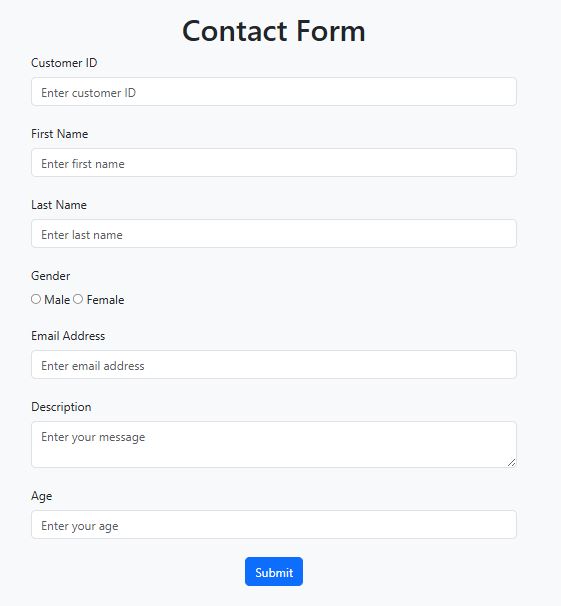 Contact Form
Customer ID
Enter customer ID
First Name
Enter first name
Last Name
Enter last name
Gender
Male Female
Email Address
Enter email address
Description
Enter your message
Age
Enter your age
Submit